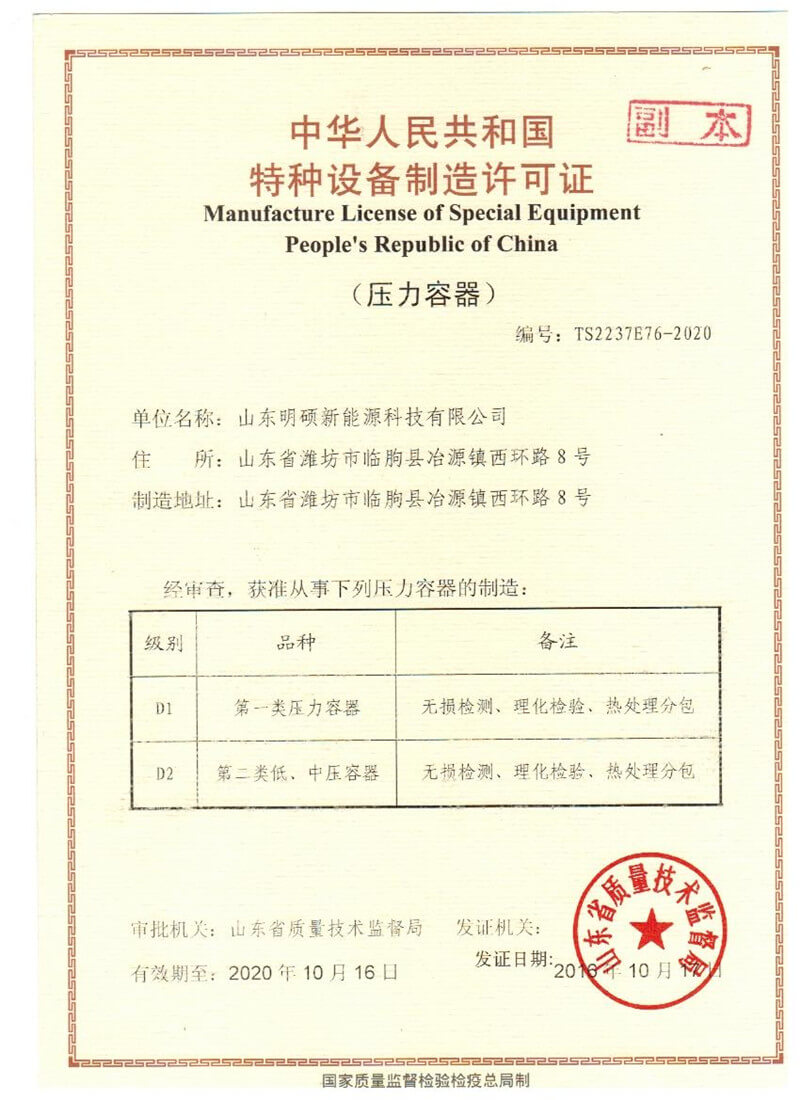 副 本
中华人民共和国
特种设备制造许可证
Manufacture License of Special Equipment
People's Republic of China
（压力容器）
编号：TS2237E76-2020
单位名称：山东明硕新能源科技有限公司
住 所：山东省潍坊市临朐县冶源镇西环路 8 号
制造地址：山东省潍坊市临朐县冶源镇西环路 8 号
经审查，获准从事下列压力容器的制造：
级别 品种 备注
D1 第一类压力容器 无损检测、理化检验、热处理分包
D2 第二类低、中压容器 无损检测、理化检验、热处理分包
山东省质量技术监督局
审批机关：山东省质量技术监督局 发证机关：
有效期至：2020 年 10 月 16 日 发证日期：2016 年 10 月 17 日
国家质量监督检验检疫总局制